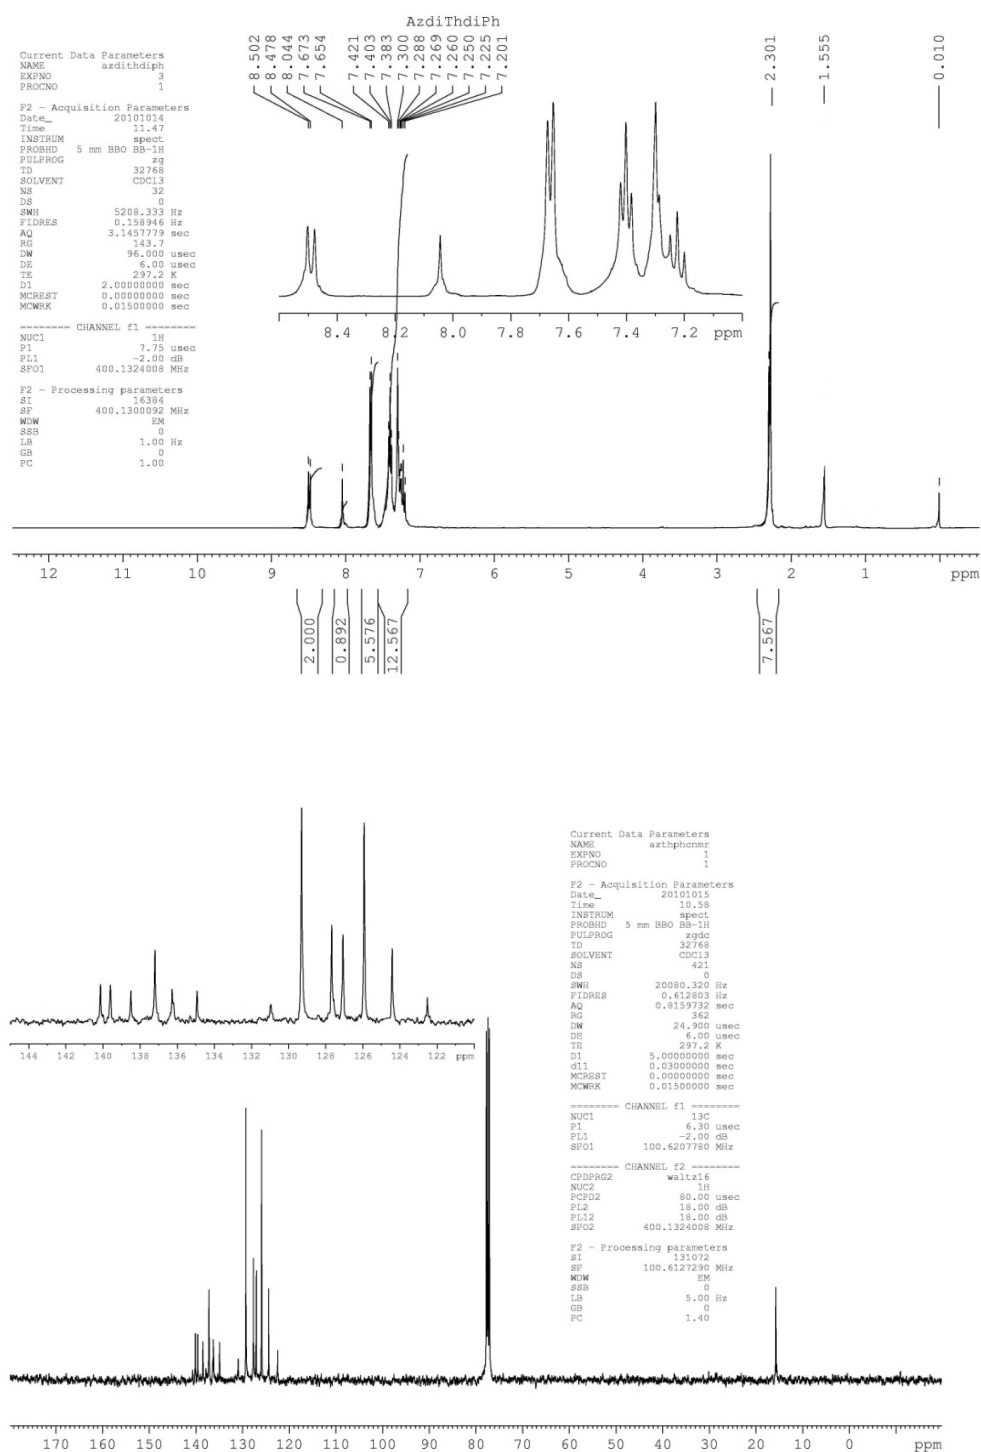 AzdiThdiPh
8.502
8.478
8.044
7.673
7.654
7.421
7.403
7.383
7.300
7.288
7.269
7.260
7.250
7.225
7.201
2.301
1.555
0.010
Current Data Parameters
NAME azdithdiph
EXPNO 3
PROCNO 1
F2 - Acquisition Parameters
Date_ 20101014
Time 11.47
INSTRUM spect
PROBHD 5 mm BBO BB-1H
PULPROG zg
TD 32768
SOLVENT CDCl3
NS 32
DS 0
SWH 5208.333 Hz
FIDRES 0.158946 Hz
AQ 3.1457779 sec
RG 143.7
DW 96.000 usec
DE 6.00 usec
TE 297.2 K
D1 2.00000000 sec
MCREST 0.00000000 sec
MCWRK 0.01500000 sec
======== CHANNEL f1 ========
NUC1 1H
P1 7.75 usec
PL1 -2.00 dB
SFO1 400.1324008 MHz
F2 - Processing parameters
SI 16384
SF 400.1300092 MHz
WDW EM
SSB 0
LB 1.00 Hz
GB 0
PC 1.00
8.4 8.2 8.0 7.8 7.6 7.4 7.2 ppm
12 11 10 9 8 7 6 5 4 3 2 1 ppm
2.000
0.892
5.576
12.567
7.567
144 142 140 138 136 134 132 130 128 126 124 122 ppm
Current Data Parameters
NAME azthphcnmr
EXPNO 1
PROCNO 1
F2 - Acquisition Parameters
Date_ 20101015
Time 10.58
INSTRUM spect
PROBHD 5 mm BBO BB-1H
PULPROG zgdc
TD 32768
SOLVENT CDCl3
NS 421
DS 0
SWH 20080.320 Hz
FIDRES 0.612803 Hz
AQ 0.8159732 sec
RG 362
DW 24.900 usec
DE 6.00 usec
TE 297.2 K
D1 5.00000000 sec
d11 0.03000000 sec
MCREST 0.00000000 sec
MCWRK 0.01500000 sec
======== CHANNEL f1 ========
NUC1 13C
P1 6.30 usec
PL1 -2.00 dB
SFO1 100.6207780 MHz
======== CHANNEL f2 ========
CPDPRG2 waltz16
NUC2 1H
PCPD2 80.00 usec
PL2 18.00 dB
PL12 18.00 dB
SFO2 400.1324008 MHz
F2 - Processing parameters
SI 131072
SF 100.6127290 MHz
WDW EM
SSB 0
LB 5.00 Hz
GB 0
PC 1.40
170 160 150 140 130 120 110 100 90 80 70 60 50 40 30 20 10 ppm